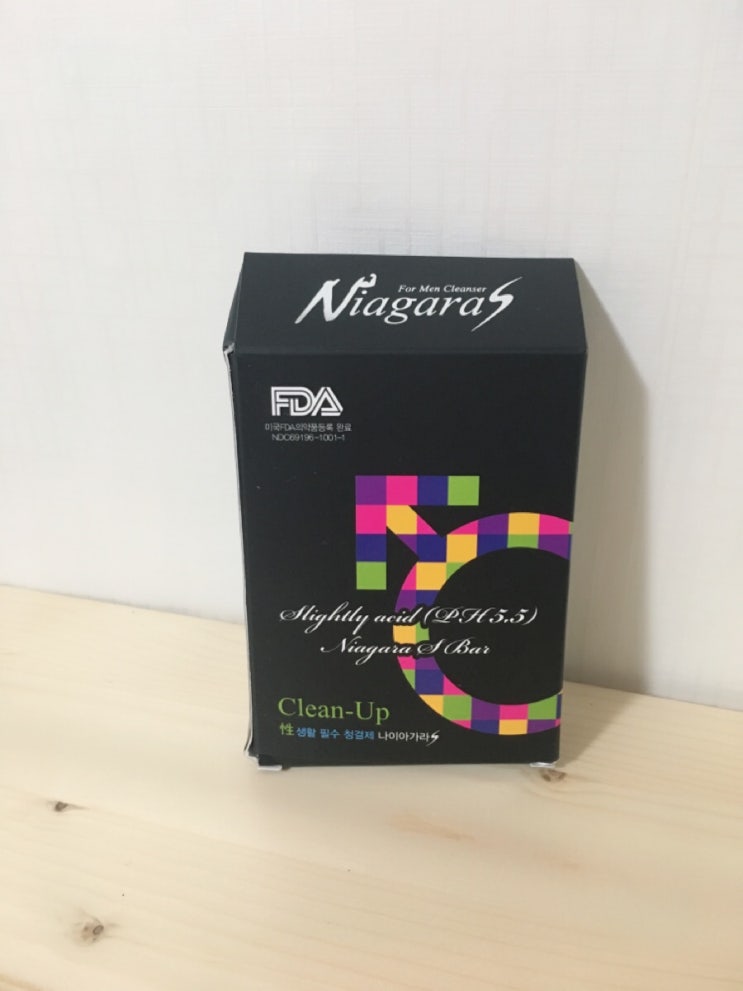 For Men Cleanser
NiagaraS
FDA
미국FDA의약품등록 완료
NDC69196-1001-1
Slightly acid (PH 5.5)
Niagara S Bar
Clean-Up
性 생활 필수 청결제 나이아가라S